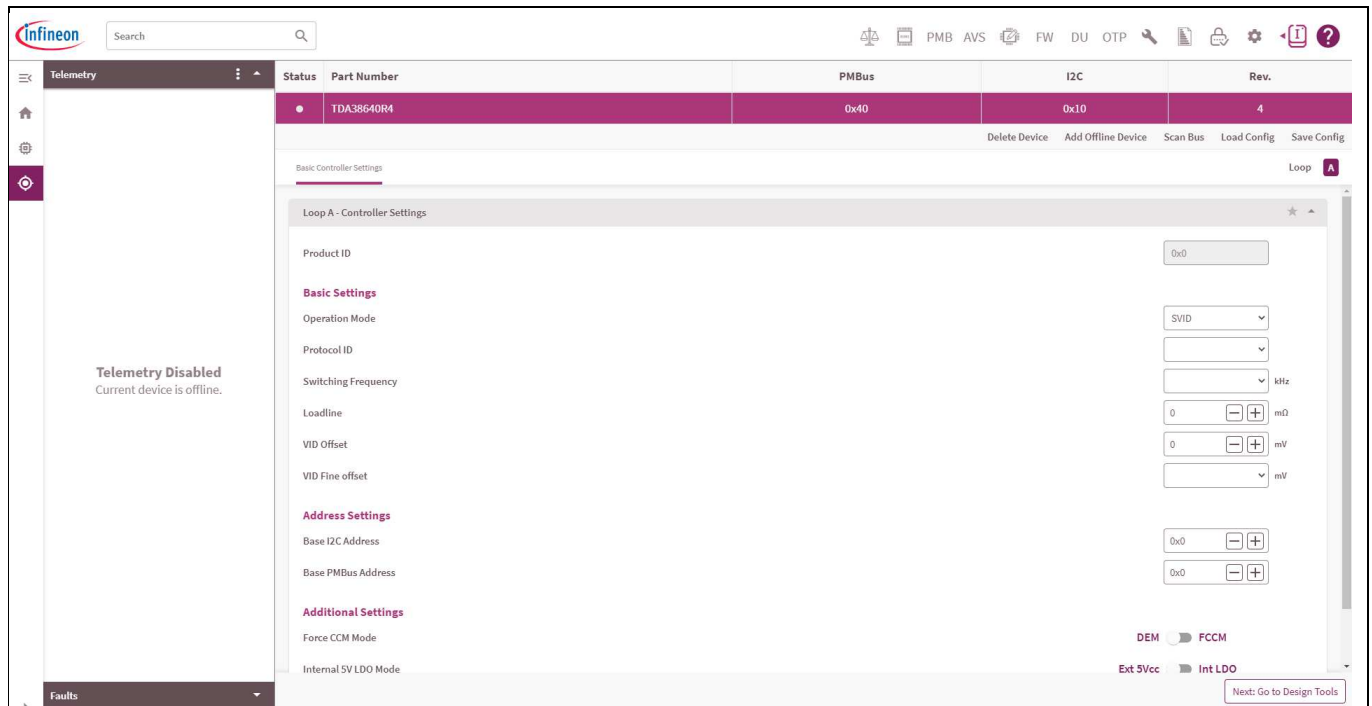 infineon
Search
PMB AVS FW DU OTP
Telemetry
Status Part Number PMBus I2C Rev.
TDA38640R4 0x40 0x10 4
Delete Device Add Offline Device Scan Bus Load Config Save Config
Basic Controller Settings Loop A
Loop A - Controller Settings
Product ID 0x0
Basic Settings
Operation Mode SVID
Protocol ID
Telemetry Disabled
Current device is offline.
Switching Frequency kHz
Loadline 0 mΩ
VID Offset 0 mV
VID Fine offset mV
Address Settings
Base I2C Address 0x0
Base PMBus Address 0x0
Additional Settings
Force CCM Mode DEM FCCM
Internal 5V LDO Mode Ext 5Vcc Int LDO
Faults
Next: Go to Design Tools